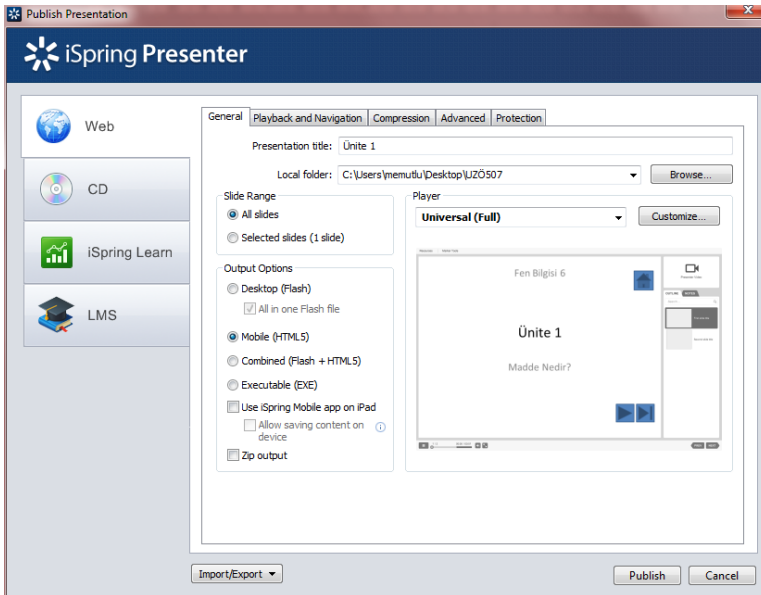 Publish Presentation
iSpring Presenter
Web
CD
iSpring Learn
LMS
General Playback and Navigation Compression Advanced Protection
Presentation title: Ünite 1
Local folder: C:\Users\memutlu\Desktop\UZÖ507 Browse...
Slide Range
All slides
Selected slides (1 slide)
Output Options
Desktop (Flash)
All in one Flash file
Mobile (HTML5)
Combined (Flash + HTML5)
Executable (EXE)
Use iSpring Mobile app on iPad
Allow saving content on
device
Zip output
Player
Universal (Full) Customize...
Fen Bilgisi 6
Ünite 1
Madde Nedir?
Import/Export
Publish Cancel